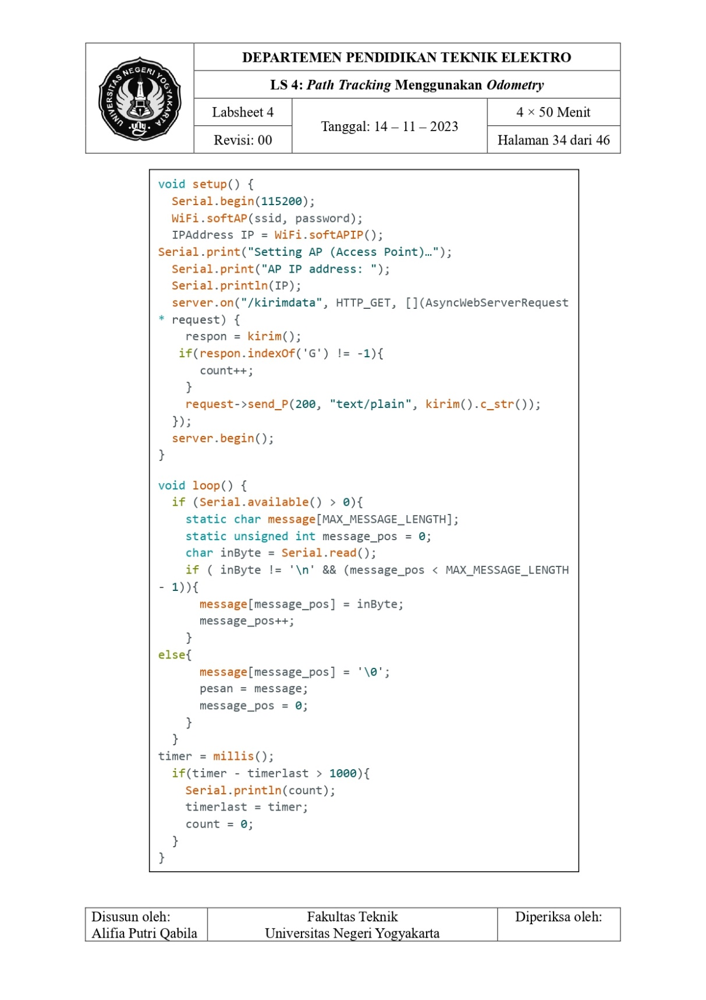 UNIVERSITAS NEGERI YOGYAKARTA
uny
DEPARTEMEN PENDIDIKAN TEKNIK ELEKTRO
LS 4: Path Tracking Menggunakan Odometry
Labsheet 4
Revisi: 00
Tanggal: 14 – 11 – 2023
4 × 50 Menit
Halaman 34 dari 46
void setup() {
  Serial.begin(115200);
  WiFi.softAP(ssid, password);
  IPAddress IP = WiFi.softAPIP();
Serial.print("Setting AP (Access Point)…");
  Serial.print("AP IP address: ");
  Serial.println(IP);
  server.on("/kirimdata", HTTP_GET, [](AsyncWebServerRequest
* request) {
    respon = kirim();
   if(respon.indexOf('G') != -1){
      count++;
    }
    request->send_P(200, "text/plain", kirim().c_str());
  });
  server.begin();
}
void loop() {
  if (Serial.available() > 0){
    static char message[MAX_MESSAGE_LENGTH];
    static unsigned int message_pos = 0;
    char inByte = Serial.read();
    if ( inByte != '\n' && (message_pos < MAX_MESSAGE_LENGTH
- 1)){
      message[message_pos] = inByte;
      message_pos++;
    }
else{
      message[message_pos] = '\0';
      pesan = message;
      message_pos = 0;
    }
  }
timer = millis();
  if(timer - timerlast > 1000){
    Serial.println(count);
    timerlast = timer;
    count = 0;
  }
}
Disusun oleh:
Alifia Putri Qabila
Fakultas Teknik
Universitas Negeri Yogyakarta
Diperiksa oleh: